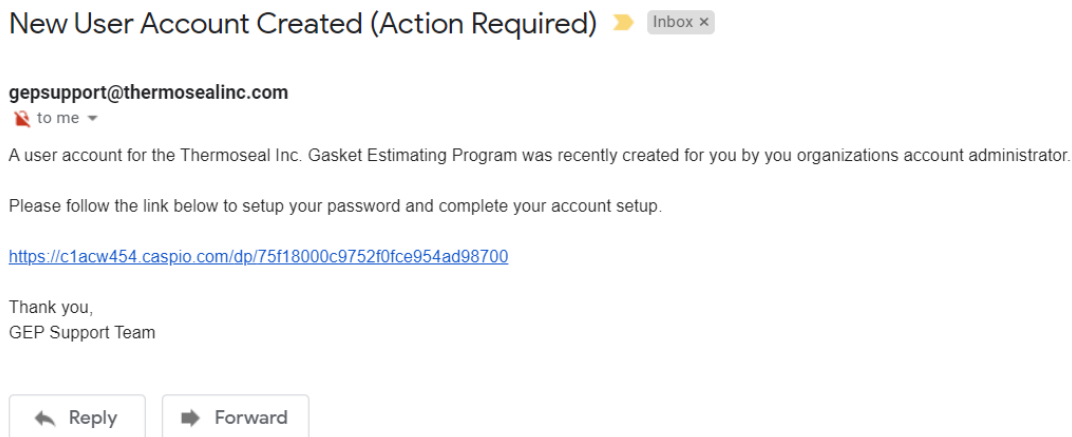 New User Account Created (Action Required) Inbox ×
gepsupport@thermosealinc.com
to me
A user account for the Thermoseal Inc. Gasket Estimating Program was recently created for you by you organizations account administrator.
Please follow the link below to setup your password and complete your account setup.
https://c1acw454.caspio.com/dp/75f18000c9752f0fce954ad98700
Thank you,
GEP Support Team
Reply Forward